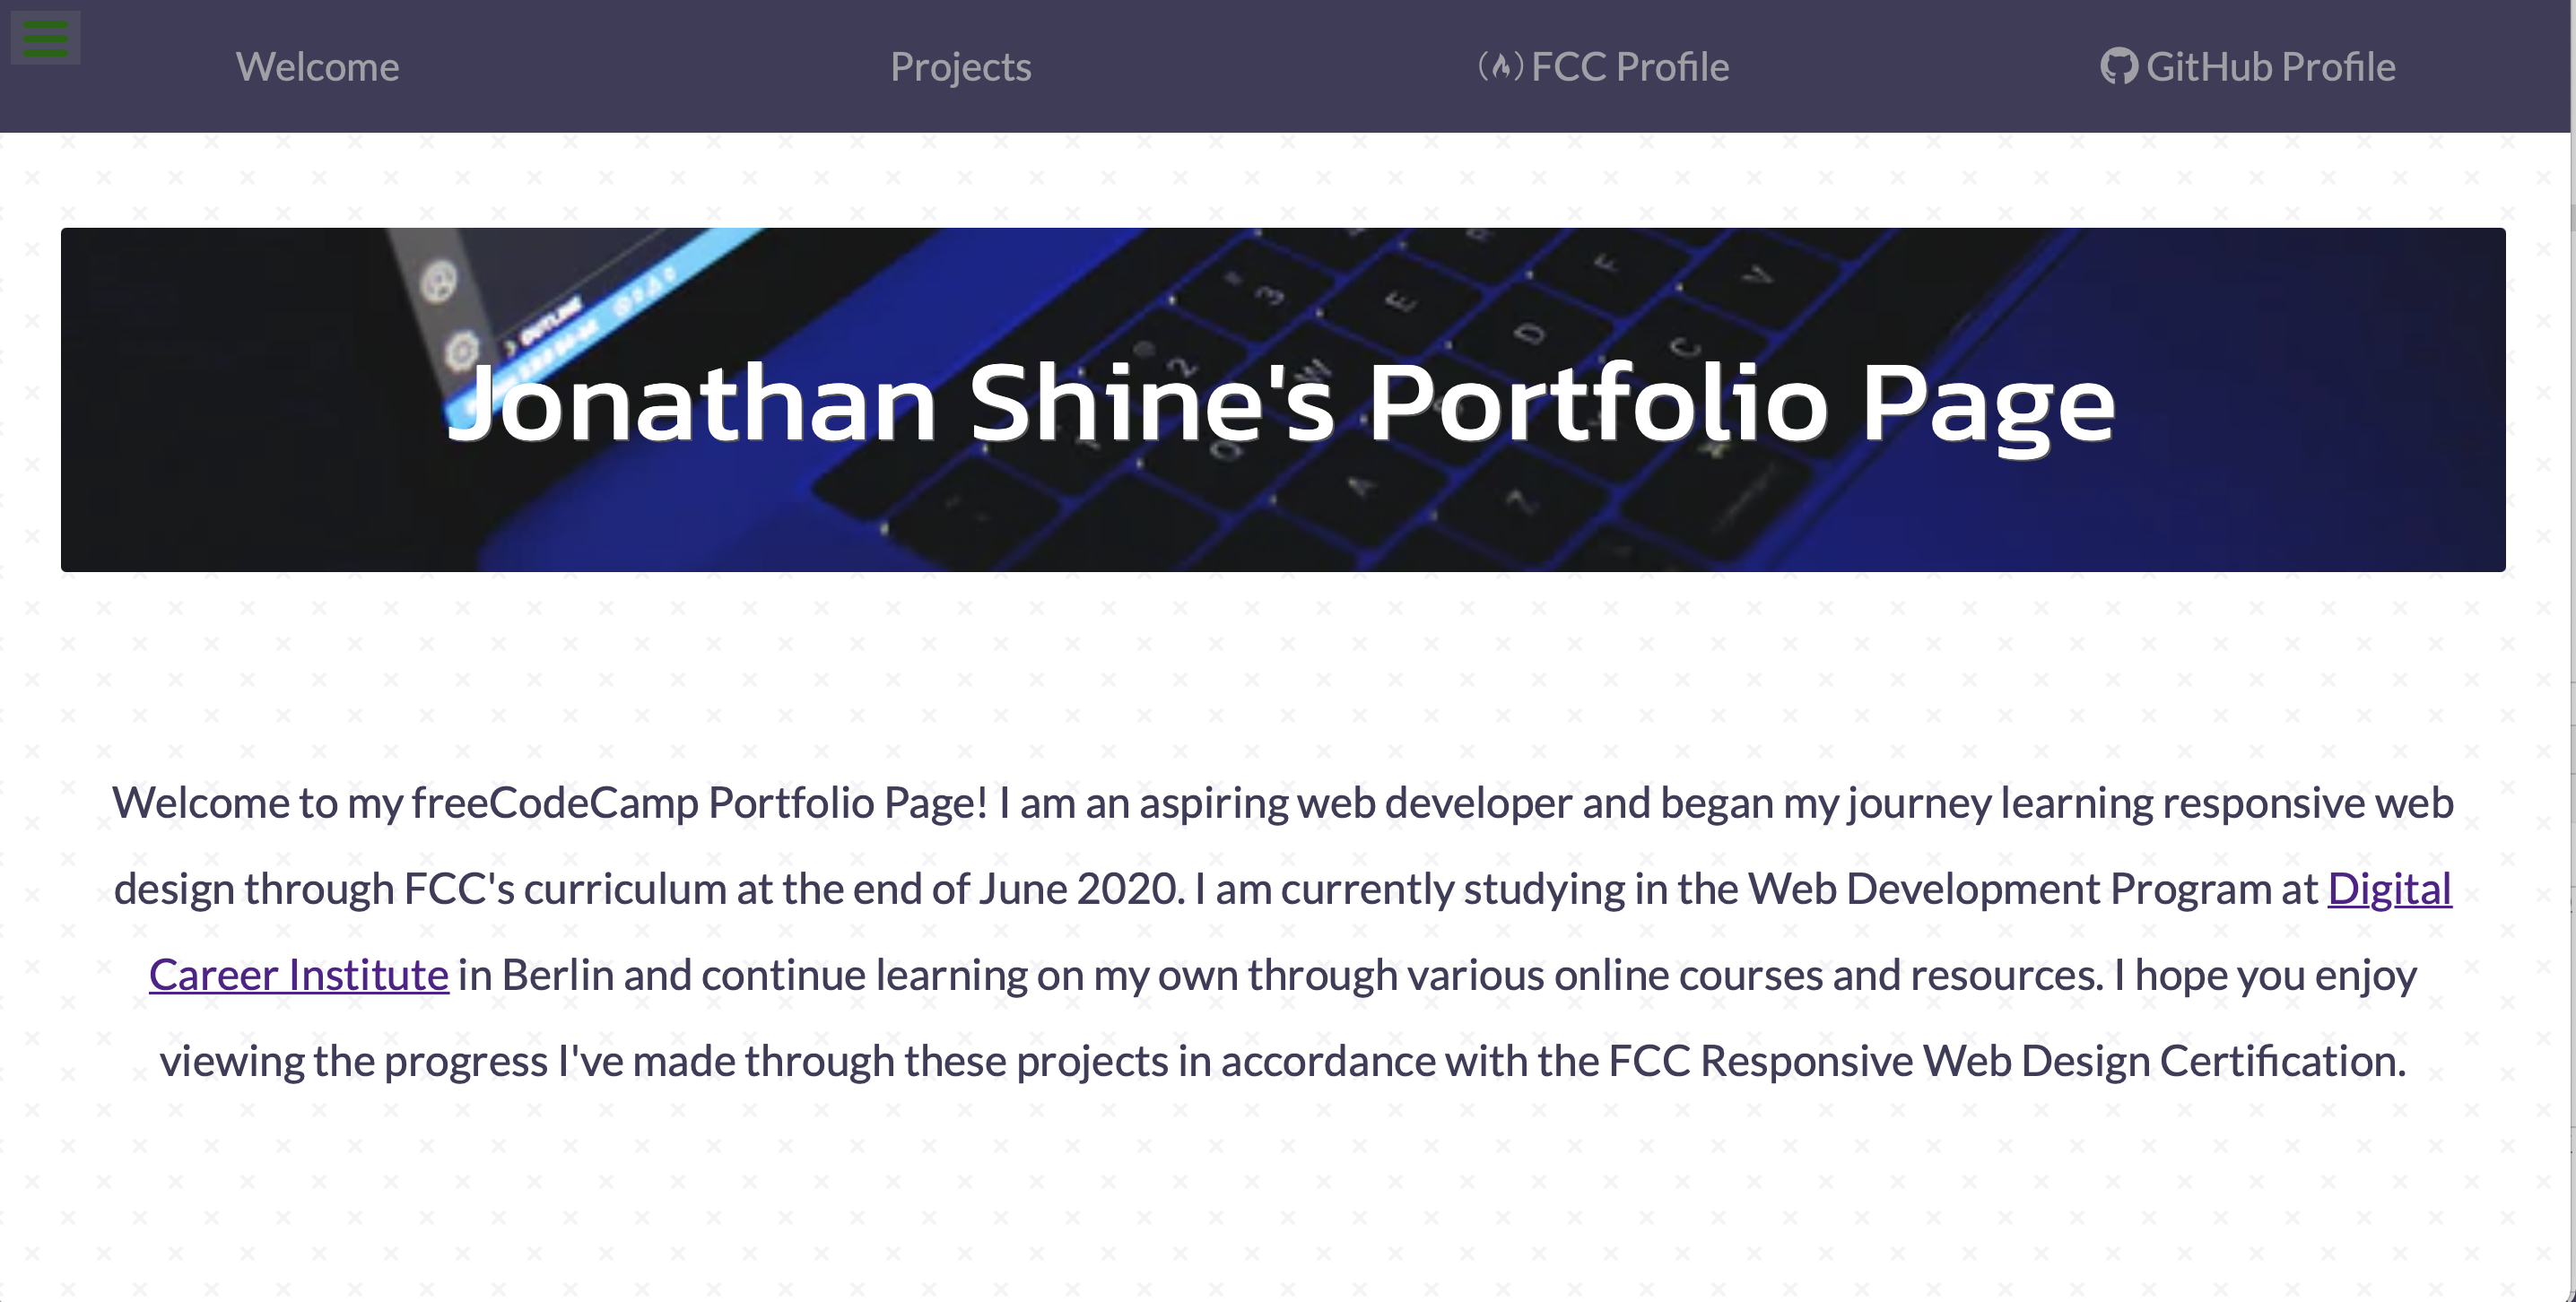 Welcome Projects FCC Profile GitHub Profile
OUTLINE
3 E D F V C
2 W
Q A Z
Jonathan Shine's Portfolio Page
Welcome to my freeCodeCamp Portfolio Page! I am an aspiring web developer and began my journey learning responsive web
design through FCC's curriculum at the end of June 2020. I am currently studying in the Web Development Program at Digital
Career Institute in Berlin and continue learning on my own through various online courses and resources. I hope you enjoy
viewing the progress I've made through these projects in accordance with the FCC Responsive Web Design Certification.